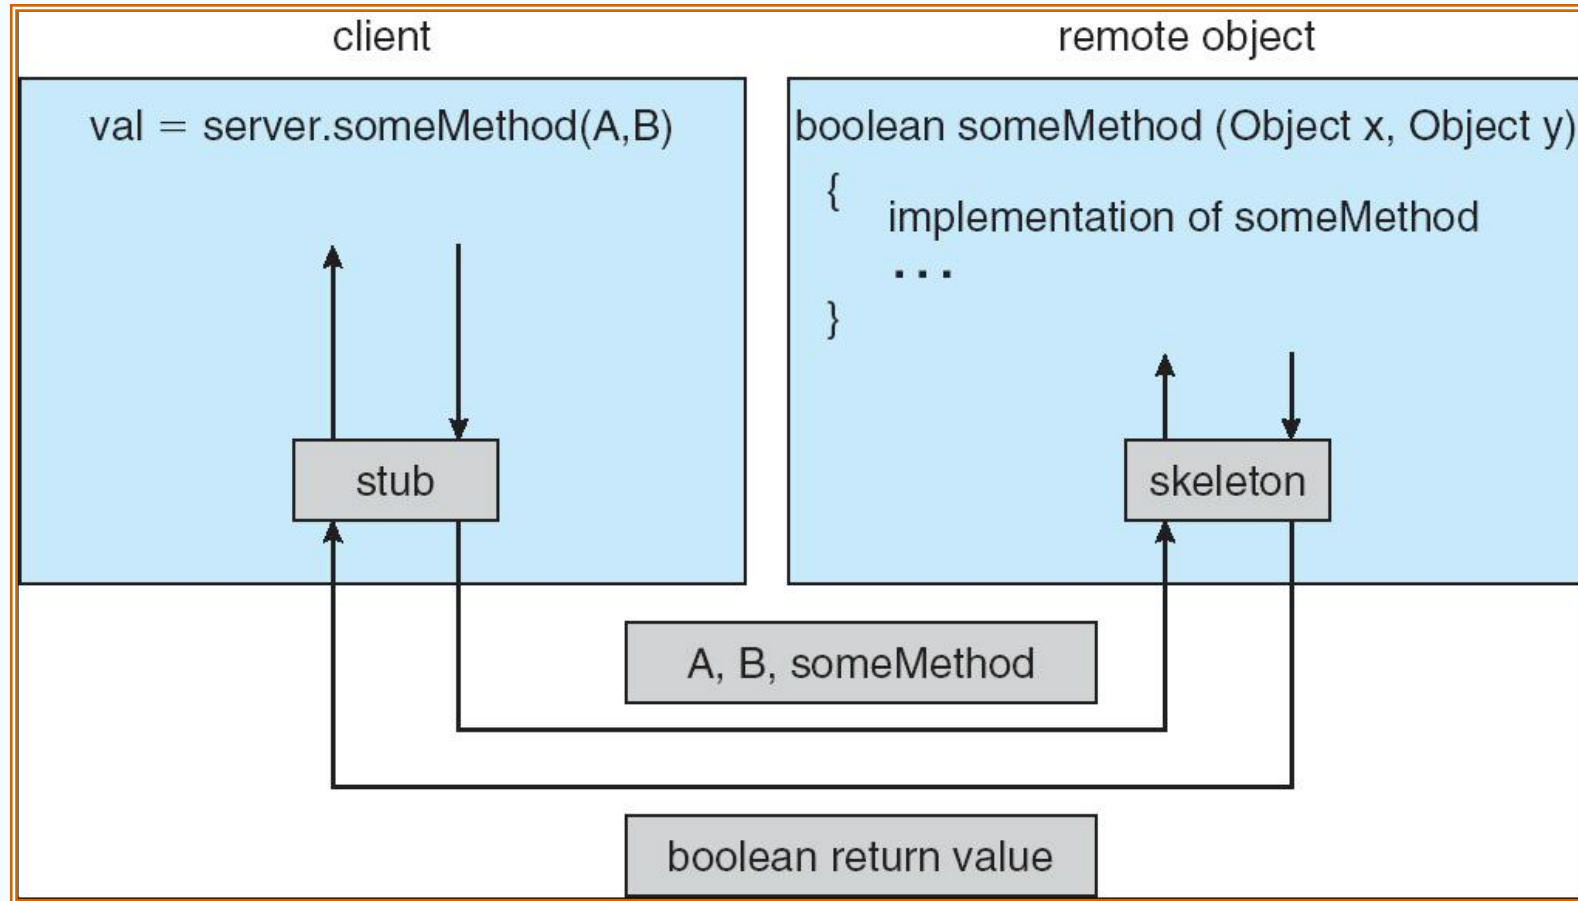 client
remote object
val = server.someMethod(A,B)
boolean someMethod (Object x, Object y)
{
implementation of someMethod
...
}
stub
skeleton
A, B, someMethod
boolean return value